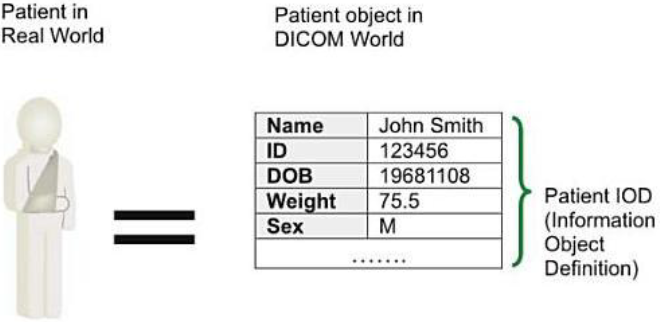 Patient in
Real World
Patient object in
DICOM World
Name John Smith
ID 123456
DOB 19681108
Weight 75.5
Sex M
.......
Patient IOD
(Information
Object
Definition)